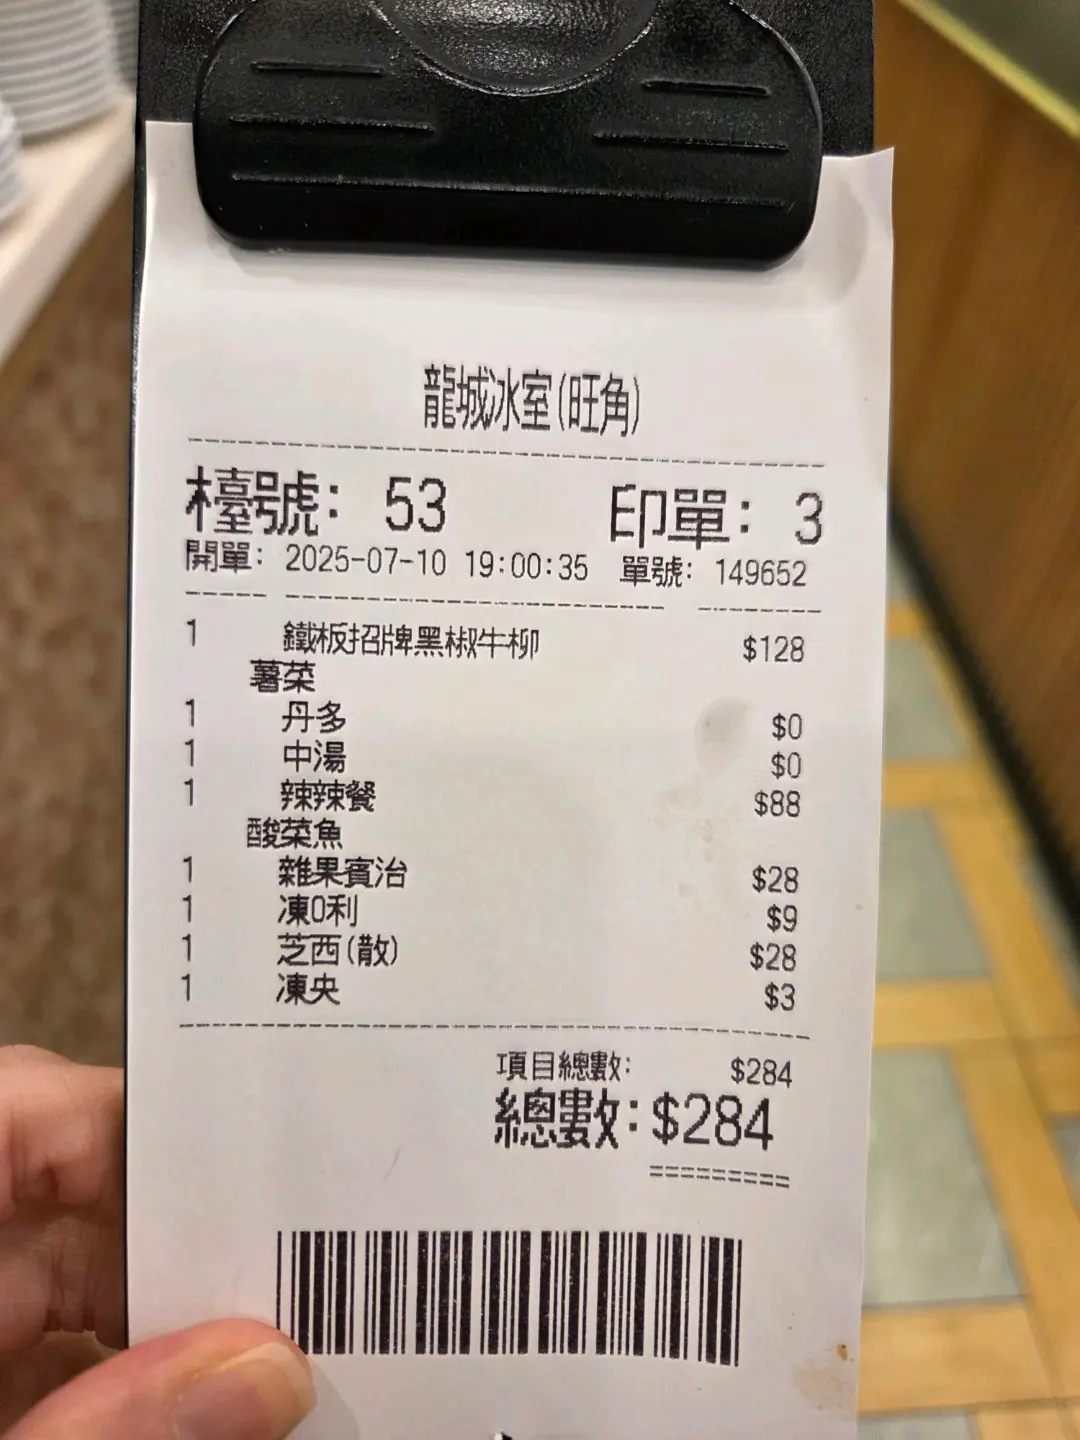 龍城冰室(旺角)
檯號: 53 印單: 3
開單: 2025-07-10 19:00:35 單號: 149652
1 鐵板招牌黑椒牛柳 $128
薯菜
1 丹多 $0
1 中湯 $0
1 辣辣餐 $88
酸菜魚
1 雜果賓治 $28
1 凍0利 $9
1 芝西(散) $28
1 凍央 $3
項目總數: $284
總數:$284